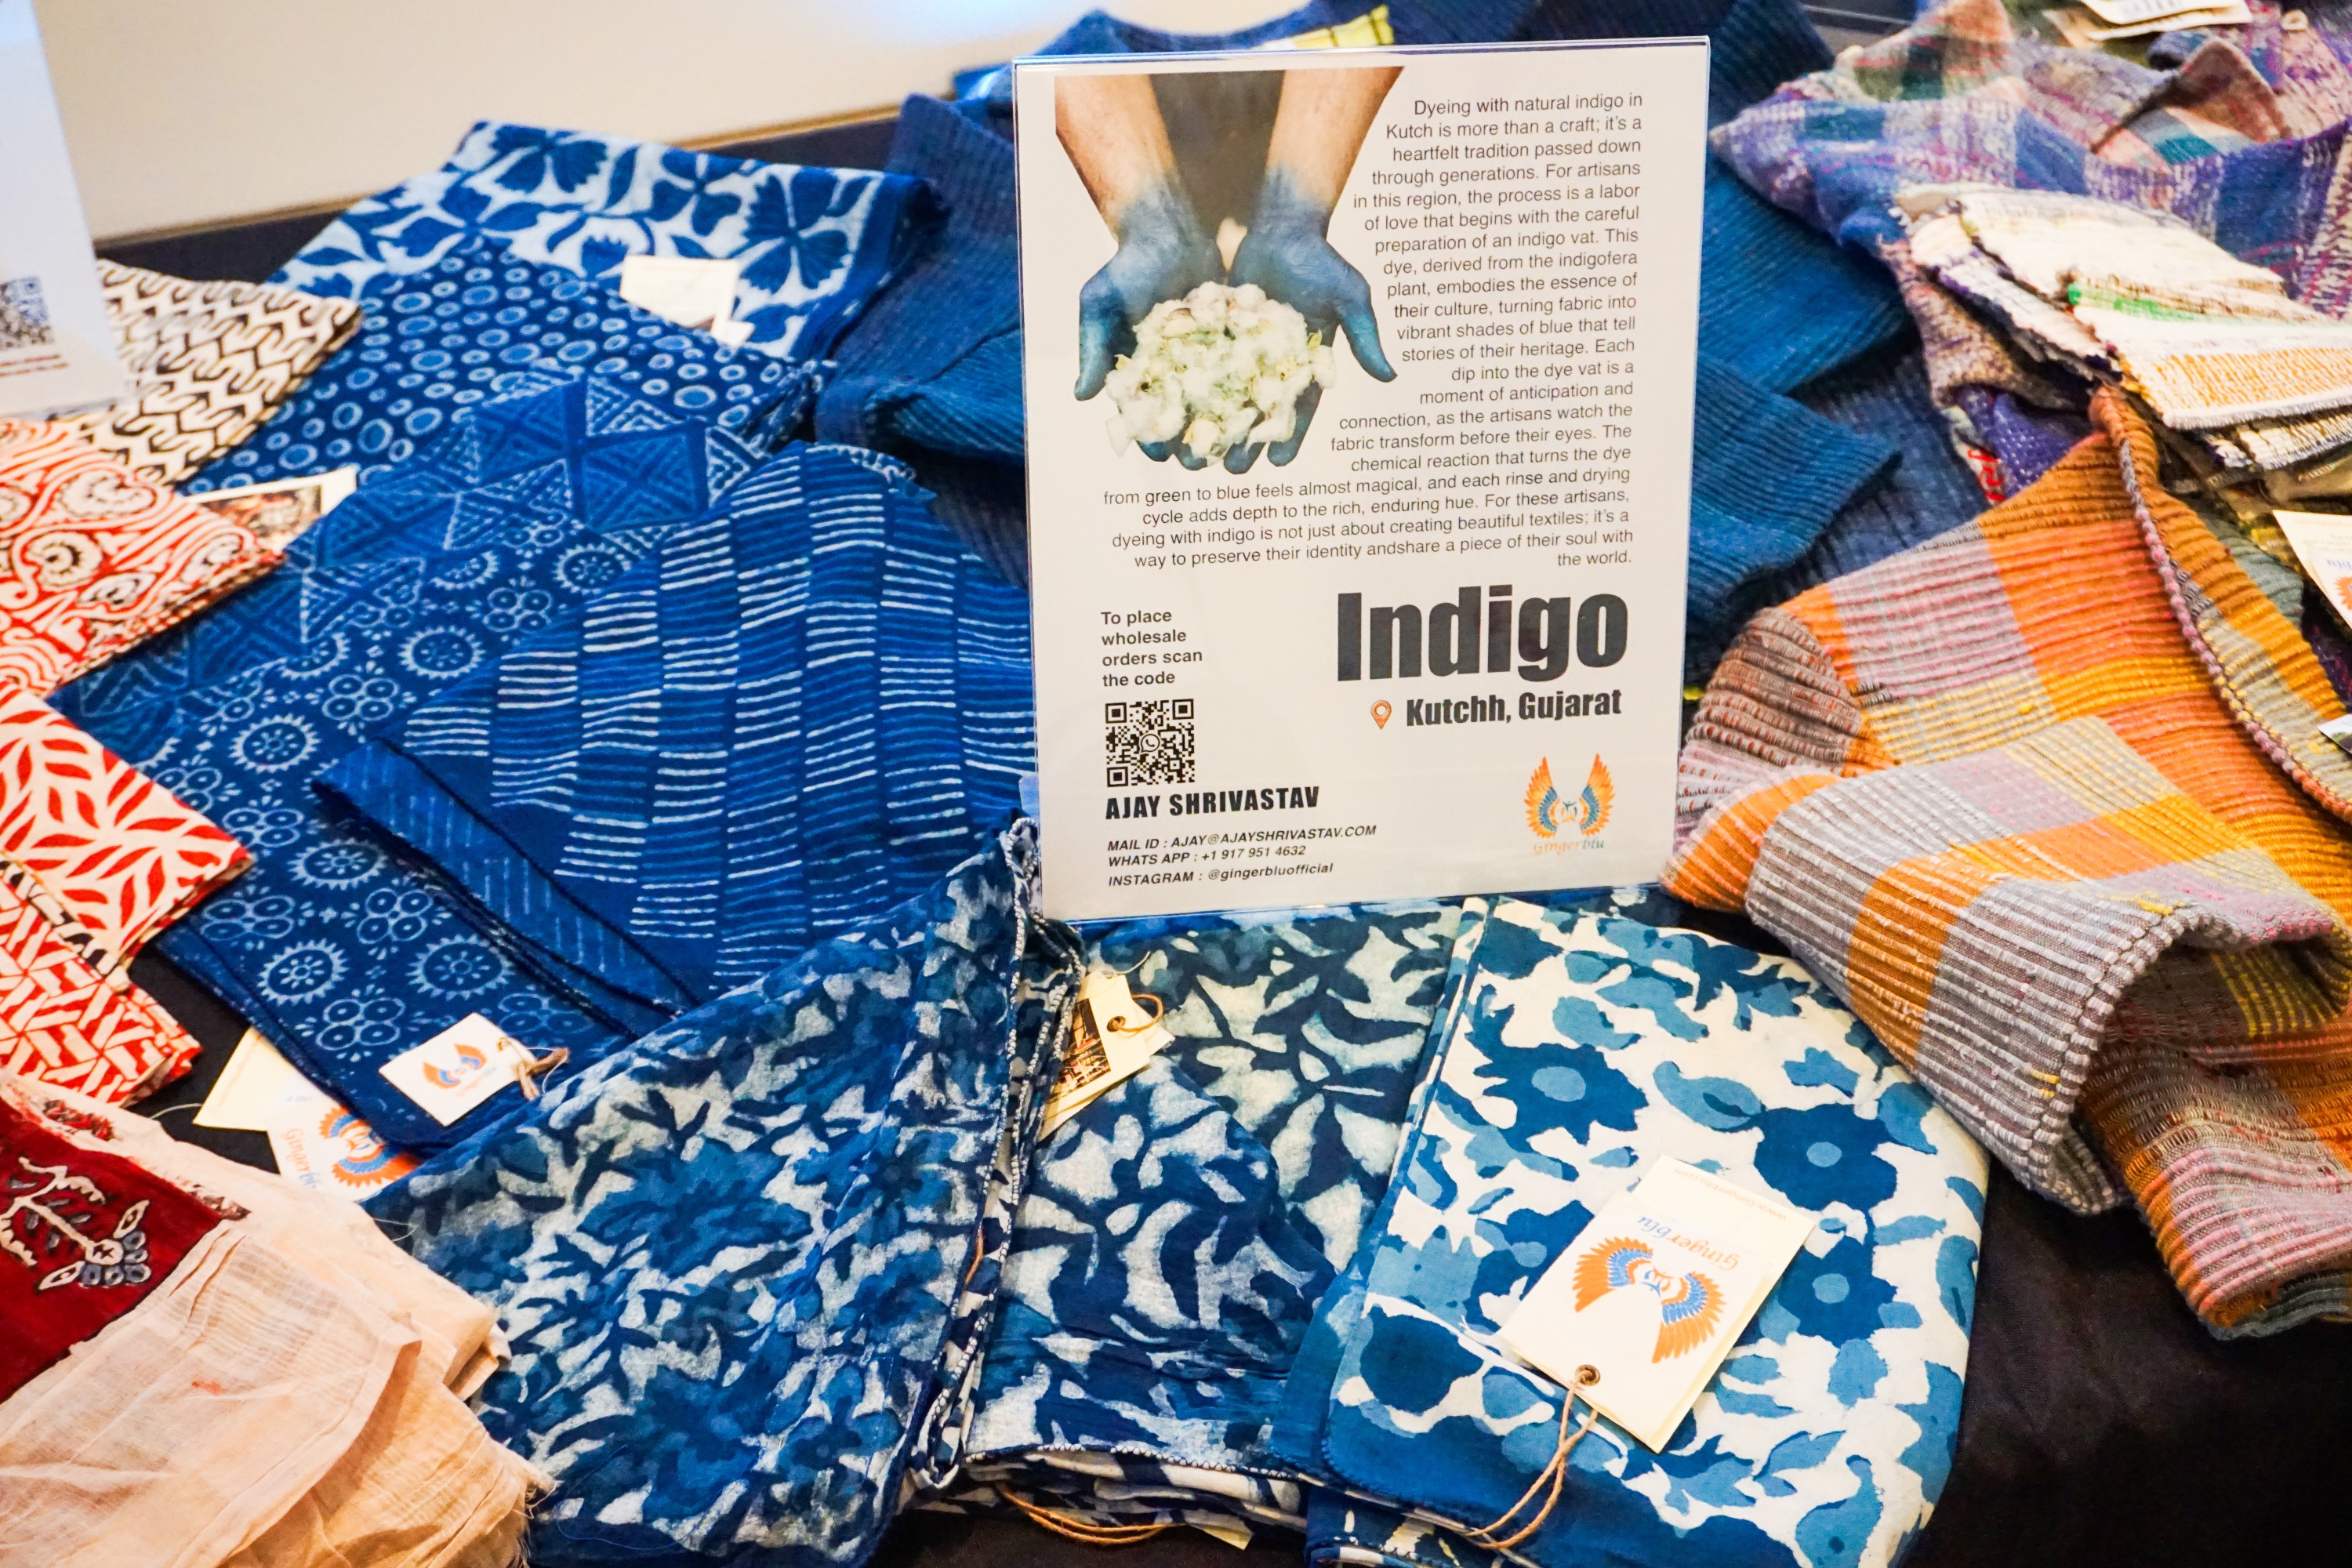 Dyeing with natural indigo in
Kutch is more than a craft; it's a
heartfelt tradition passed down
through generations. For artisans
in this region, the process is a labor
of love that begins with the careful
preparation of an indigo vat. This
dye, derived from the indigofera
plant, embodies the essence of
their culture, turning fabric into
vibrant shades of blue that tell
stories of their heritage. Each
dip into the dye vat is a
moment of anticipation and
connection, as the artisans watch the
fabric transform before their eyes. The
chemical reaction that turns the dye
from green to blue feels almost magical, and each rinse and drying
cycle adds depth to the rich, enduring hue. For these artisans,
dyeing with indigo is not just about creating beautiful textiles; it's a
way to preserve their identity andshare a piece of their soul with
the world.
Indigo
Kutchh, Gujarat
To place
wholesale
orders scan
the code
AJAY SHRIVASTAV
MAIL ID : AJAY@AJAYSHRIVASTAV.COM
WHATS APP : +1 917 951 4632
INSTAGRAM : @gingerbluofficial
Gingerblu
Gingerblu
Gingerblu